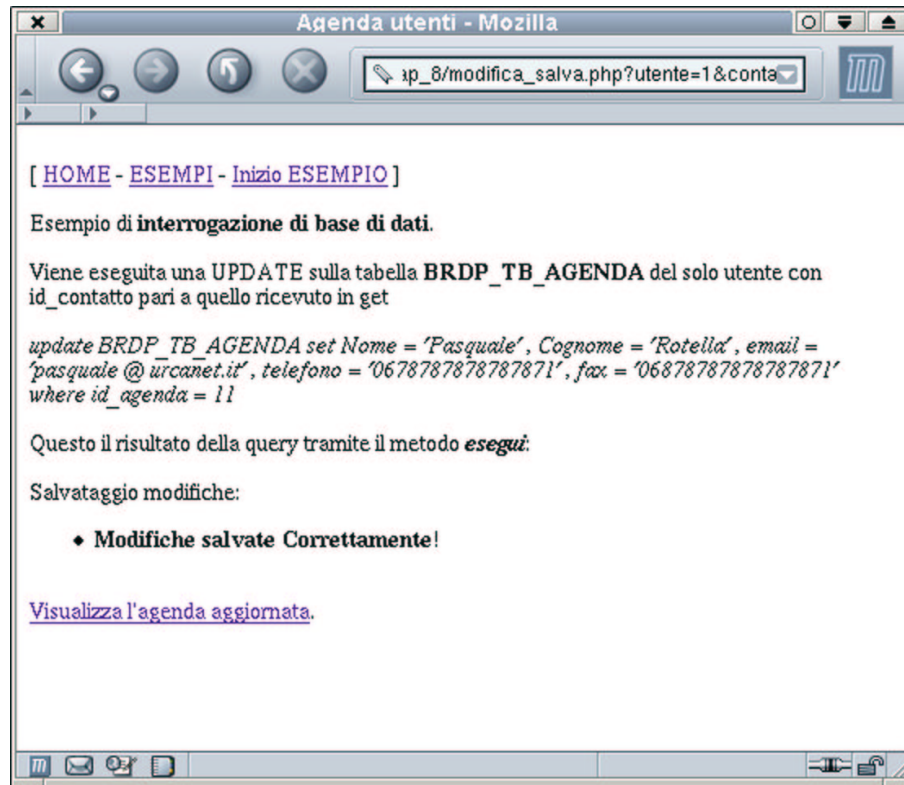 Agenda utenti - Mozilla
ap_8/modifica_salva.php?utente=1&conta
[ HOME - ESEMPI - Inizio ESEMPIO ]
Esempio di interrogazione di base di dati.
Viene eseguita una UPDATE sulla tabella BRDP_TB_AGENDA del solo utente con
id_contatto pari a quello ricevuto in get
update BRDP_TB_AGENDA set Nome = 'Pasquale' , Cognome = 'Rotella' , email =
'pasquale @ urcanet.it' , telefono = '0678787878787871' , fax = '06878787878787871'
where id_agenda = 11
Questo il risultato della query tramite il metodo esegui:
Salvataggio modifiche:
Modifiche salvate Correttamente!
Visualizza l'agenda aggiornata.